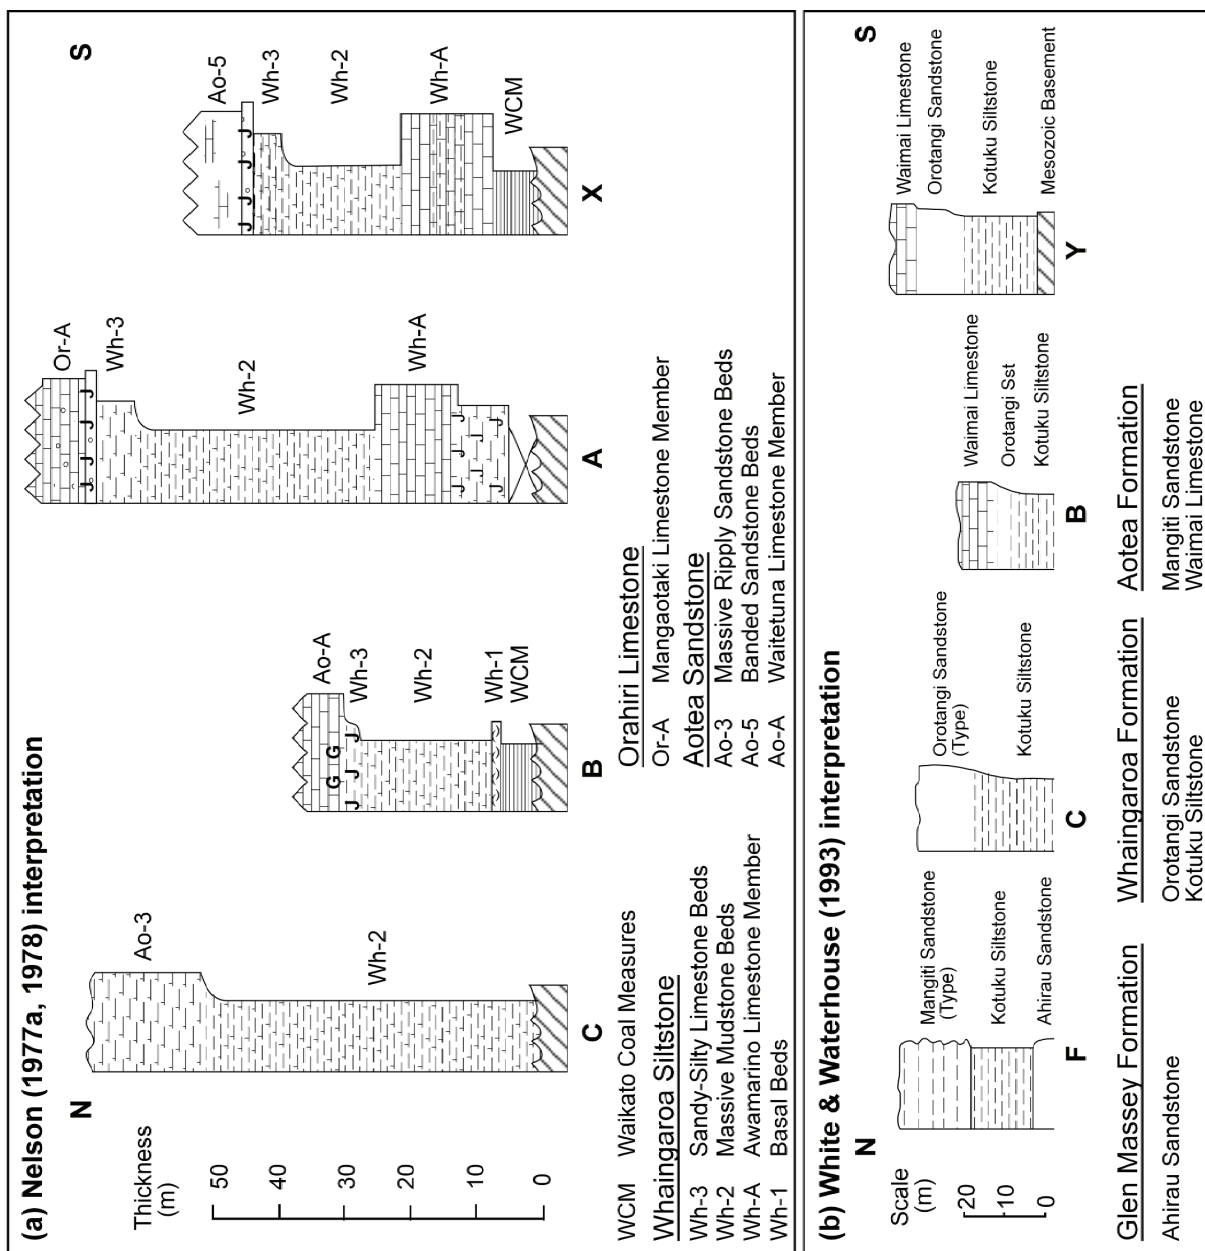 (a) Nelson (1977a, 1978) interpretation
N
S
Thickness
(m)
50
40
30
20
10
0
Ao-3
Wh-2
C
Ao-A
Wh-3
Wh-2
Wh-1
WCM
G G
J J J
B
Or-A
Wh-3
Wh-2
Wh-A
J J J J
J J J
J J
J J J
A
Ao-5
Wh-3
Wh-2
Wh-A
WCM
J J J J
X
WCM Waikato Coal Measures
Whaingaroa Siltstone
Wh-3 Sandy-Silty Limestone Beds
Wh-2 Massive Mudstone Beds
Wh-A Awamarino Limestone Member
Wh-1 Basal Beds
Orahiri Limestone
Or-A Mangaotaki Limestone Member
Aotea Sandstone
Ao-3 Massive Ripply Sandstone Beds
Ao-5 Banded Sandstone Beds
Ao-A Waitetuna Limestone Member
(b) White & Waterhouse (1993) interpretation
N
S
Scale
(m)
20
10
0
Mangiti Sandstone
(Type)
Kotuku Siltstone
Ahirau Sandstone
F
Orotangi Sandstone
(Type)
Kotuku Siltstone
C
Waimai Limestone
Orotangi Sst
Kotuku Siltstone
B
Waimai Limestone
Orotangi Sandstone
Kotuku Siltstone
Mesozoic Basement
Y
Glen Massey Formation
Ahirau Sandstone
Whaingaroa Formation
Orotangi Sandstone
Kotuku Siltstone
Aotea Formation
Mangiti Sandstone
Waimai Limestone